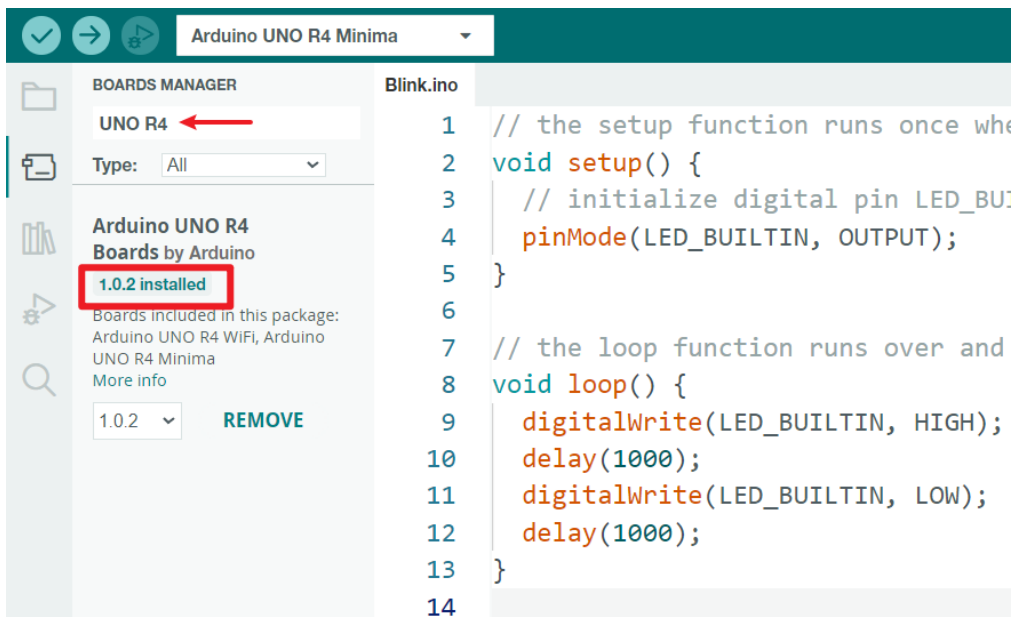 Arduino UNO R4 Minima
BOARDS MANAGER
UNO R4
Type: All
Arduino UNO R4
Boards by Arduino
1.0.2 installed
Boards included in this package:
Arduino UNO R4 WiFi, Arduino
UNO R4 Minima
More info
1.0.2 REMOVE
Blink.ino
1 // the setup function runs once whe
2 void setup() {
3 // initialize digital pin LED_BUI
4 pinMode(LED_BUILTIN, OUTPUT);
5 }
6
7 // the loop function runs over and
8 void loop() {
9 digitalWrite(LED_BUILTIN, HIGH);
10 delay(1000);
11 digitalWrite(LED_BUILTIN, LOW);
12 delay(1000);
13 }
14